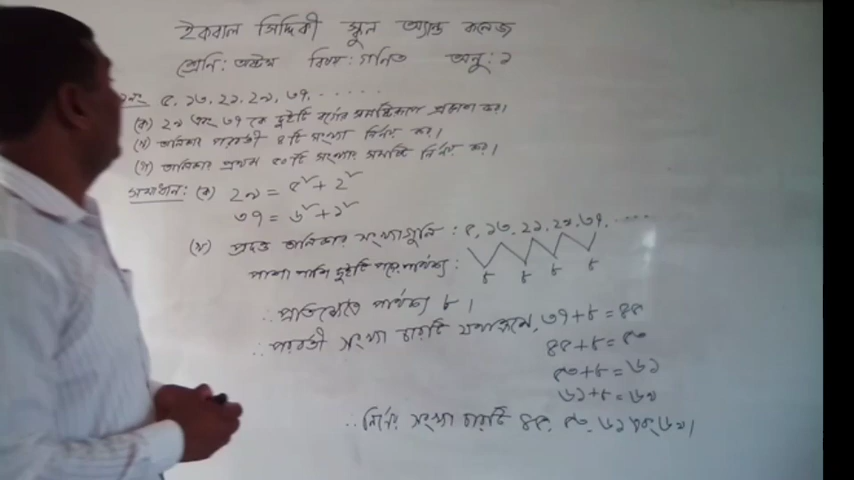 ইকবাল সিদ্দিকী স্কুল অ্যান্ড কলেজ
শ্রেনি: অষ্টম বিষয়: গনিত অনু: ১
নং ৫, ১৩, ২১, ২৯, ৩৭, . . . . . .
(ক) ২৯ এবং ৩৭ কে দুইটি বর্গের সমষ্টিরূপে প্রকাশ কর।
(খ) তালিকার পরবর্তী ৪টি সংখ্যা নির্ণয় কর।
(গ) তালিকার প্রথম ৫০টি সংখ্যার সমষ্টি নির্ণয় কর।
সমাধান: (ক) ২৯ = ৫² + ২²
৩৭ = ৬² + ১²
(খ) প্রদত্ত তালিকার সংখ্যাগুলি : ৫, ১৩, ২১, ২৯, ৩৭, . . . . .
পাশাপাশি দুইটি পদের পার্থক্য : ৮ ৮ ৮ ৮
∴ প্রতিক্ষেত্রে পার্থক্য ৮।
∴ পরবর্তী সংখ্যা চারটি যথাক্রমে, ৩৭+৮ = ৪৫
৪৫+৮ = ৫৩
৫৩+৮ = ৬১
৬১+৮ = ৬৯
∴ নির্ণেয় সংখ্যা চারটি ৪৫, ৫৩, ৬১ এবং ৬৯।